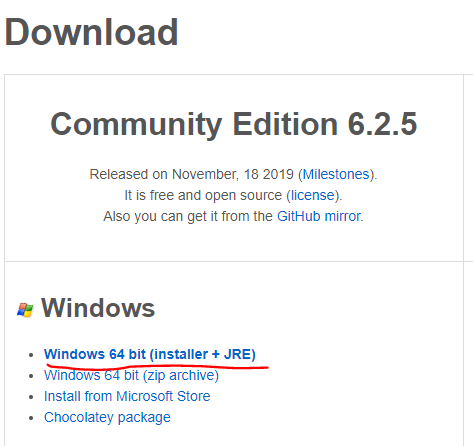 Download
Community Edition 6.2.5
Released on November, 18 2019 (Milestones).
It is free and open source (license).
Also you can get it from the GitHub mirror.
Windows
Windows 64 bit (installer + JRE)
Windows 64 bit (zip archive)
Install from Microsoft Store
Chocolatey package